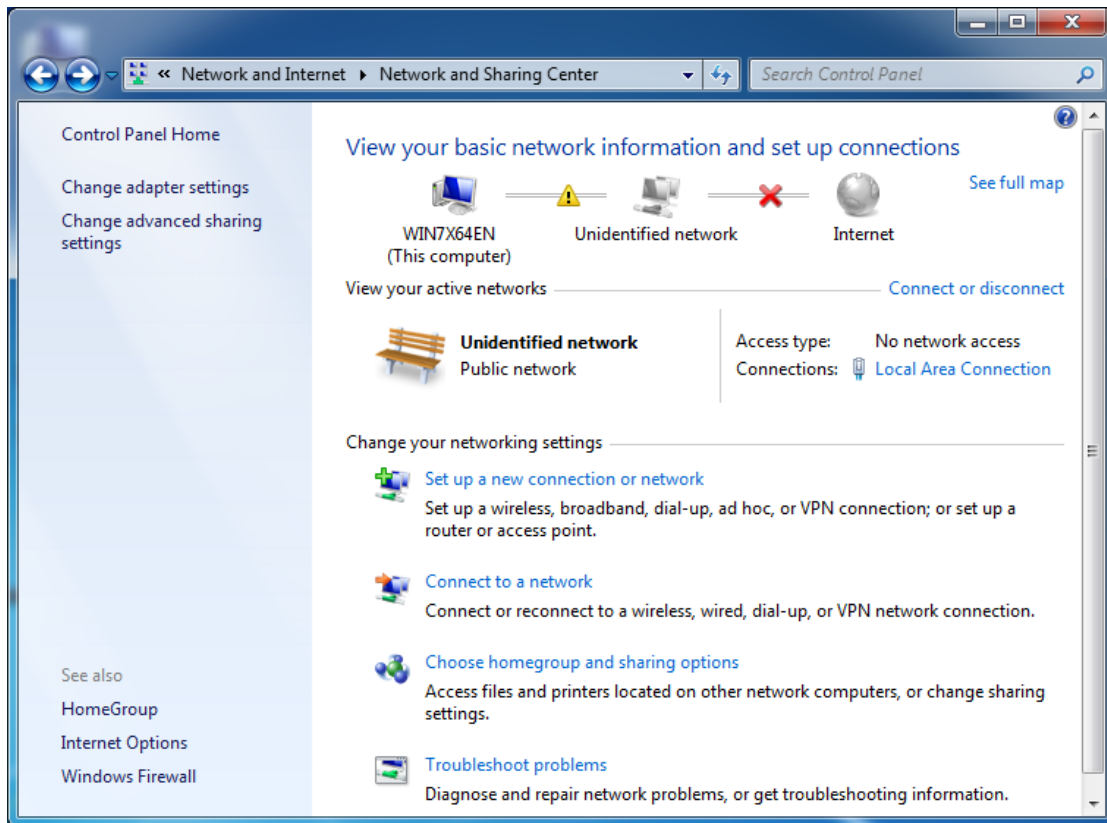 « Network and Internet ▸ Network and Sharing Center
Search Control Panel
Control Panel Home
Change adapter settings
Change advanced sharing
settings
See also
HomeGroup
Internet Options
Windows Firewall
View your basic network information and set up connections
See full map
WIN7X64EN
(This computer)
Unidentified network
Internet
View your active networks
Connect or disconnect
Unidentified network
Public network
Access type: No network access
Connections: Local Area Connection
Change your networking settings
Set up a new connection or network
Set up a wireless, broadband, dial-up, ad hoc, or VPN connection; or set up a
router or access point.
Connect to a network
Connect or reconnect to a wireless, wired, dial-up, or VPN network connection.
Choose homegroup and sharing options
Access files and printers located on other network computers, or change sharing
settings.
Troubleshoot problems
Diagnose and repair network problems, or get troubleshooting information.